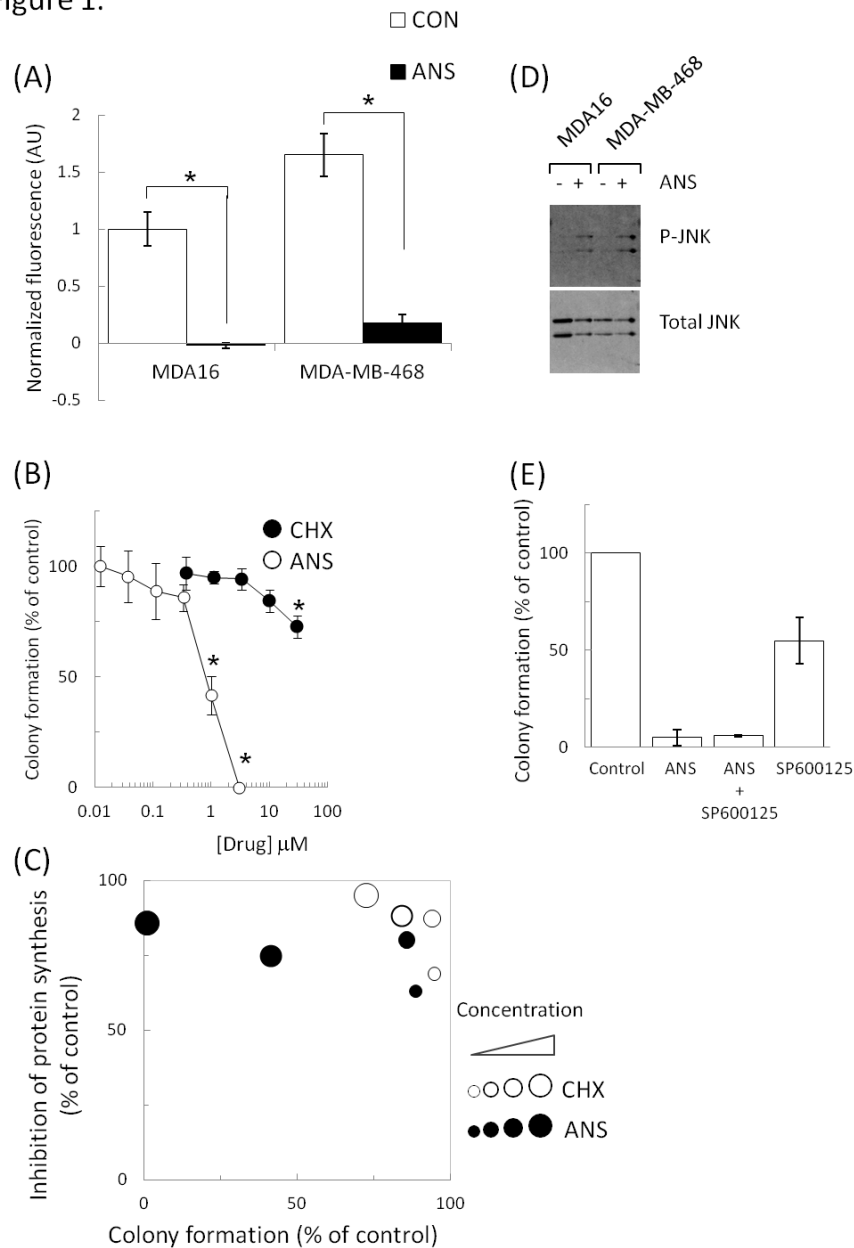 Figure 1.
CON
ANS
(A)
Normalized fluorescence (AU)
2
1.5
1
0.5
0
-0.5
*
*
MDA16
MDA-MB-468
(D)
MDA16
MDA-MB-468
- + - +
ANS
P-JNK
Total JNK
(B)
Colony formation (% of control)
100
50
0
CHX
ANS
*
*
*
0.01 0.1 1 10 100
[Drug] μM
(E)
Colony formation (% of control)
100
50
0
Control
ANS
ANS
+
SP600125
SP600125
(C)
Inhibition of protein synthesis
(% of control)
100
50
0
0 50 100
Colony formation (% of control)
Concentration
CHX
ANS